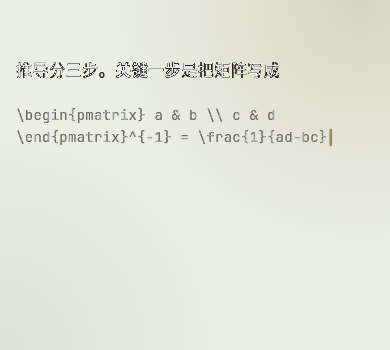 推导分三步。关键一步是把矩阵写成
\begin{pmatrix} a & b \\ c & d
\end{pmatrix}^{-1} = \frac{1}{ad-bc}